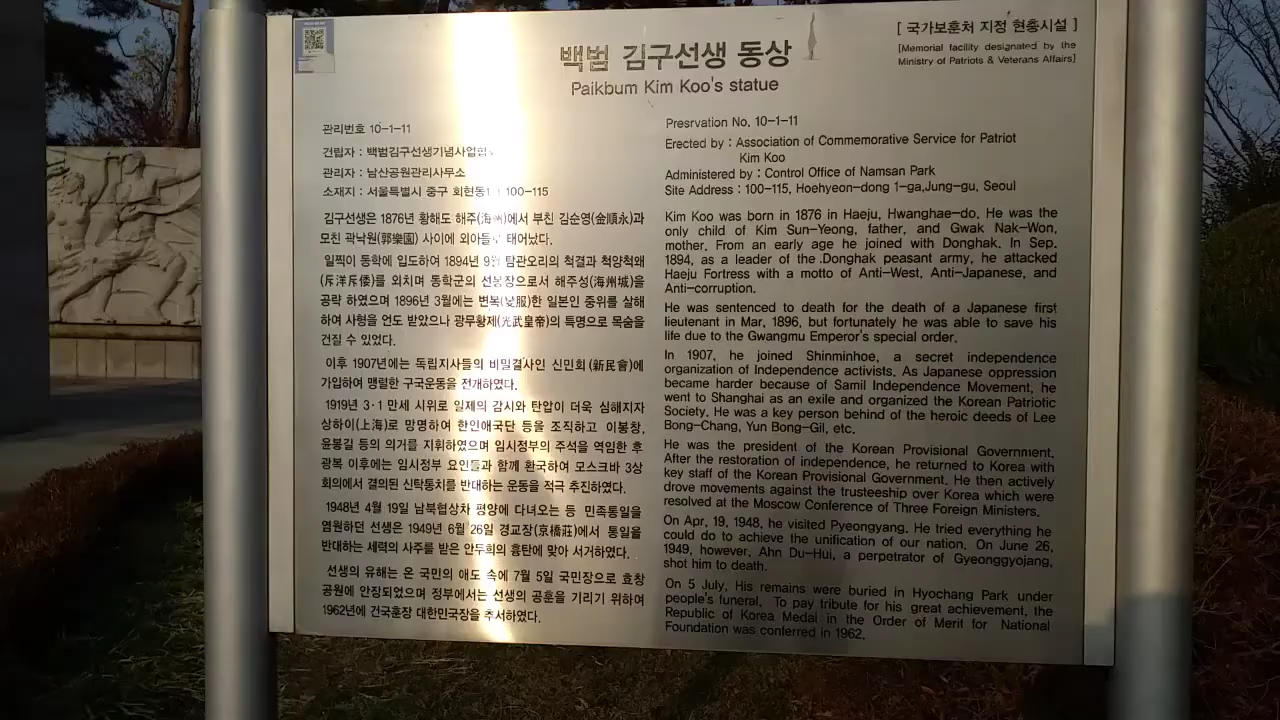 백범 김구선생 동상
Paikbum Kim Koo's statue
[ 국가보훈처 지정 현충시설 ]
[Memorial facility designated by the
Ministry of Patriots & Veterans Affairs]
관리번호 10-1-11
건립자 : 백범김구선생기념사업협
관리자 : 남산공원관리사무소
소재지 : 서울특별시 중구 회현동1 100-115
김구선생은 1876년 황해도 해주(海州)에서 부친 김순영(金順永)과
모친 곽낙원(郭樂園) 사이에 외아들로 태어났다.
일찍이 동학에 입도하여 1894년 9월 탐관오리의 척결과 척양척왜
(斥洋斥倭)를 외치며 동학군의 선봉장으로서 해주성(海州城)을
공략 하였으며 1896년 3월에는 변복(變服)한 일본인 중위를 살해
하여 사형을 언도 받았으나 광무황제(光武皇帝)의 특명으로 목숨을
건질 수 있었다.
이후 1907년에는 독립지사들의 비밀결사인 신민회(新民會)에
가입하여 맹렬한 구국운동을 전개하였다.
1919년 3·1 만세 시위로 일제의 감시와 탄압이 더욱 심해지자
상하이(上海)로 망명하여 한인애국단 등을 조직하고 이봉창,
윤봉길 등의 의거를 지휘하였으며 임시정부의 주석을 역임한 후
광복 이후에는 임시정부 요인들과 함께 환국하여 모스크바 3상
회의에서 결의된 신탁통치를 반대하는 운동을 적극 추진하였다.
1948년 4월 19일 남북협상차 평양에 다녀오는 등 민족통일을
염원하던 선생은 1949년 6월 26일 경교장(京橋莊)에서 통일을
반대하는 세력의 사주를 받은 안두희의 흉탄에 맞아 서거하였다.
선생의 유해는 온 국민의 애도 속에 7월 5일 국민장으로 효창
공원에 안장되었으며 정부에서는 선생의 공훈을 기리기 위하여
1962년에 건국훈장 대한민국장을 추서하였다.
Presrvation No. 10-1-11
Erected by : Association of Commemorative Service for Patriot
Kim Koo
Administered by : Control Office of Namsan Park
Site Address : 100-115, Hoehyeon-dong 1-ga,Jung-gu, Seoul
Kim Koo was born in 1876 in Haeju, Hwanghae-do. He was the
only child of Kim Sun-Yeong, father, and Gwak Nak-Won,
mother. From an early age he joined with Donghak. In Sep.
1894, as a leader of the .Donghak peasant army, he attacked
Haeju Fortress with a motto of Anti-West, Anti-Japanese, and
Anti-corruption.
He was sentenced to death for the death of a Japanese first
lieutenant in Mar, 1896, but fortunately he was able to save his
life due to the Gwangmu Emperor's special order.
In 1907, he joined Shinminhoe, a secret independence
organization of Independence activists. As Japanese oppression
became harder because of Samil Independence Movement, he
went to Shanghai as an exile and organized the Korean Patriotic
Society. He was a key person behind of the heroic deeds of Lee
Bong-Chang, Yun Bong-Gil, etc.
He was the president of the Korean Provisional Government.
After the restoration of independence, he returned to Korea with
key staff of the Korean Provisional Government. He then actively
drove movements against the trusteeship over Korea which were
resolved at the Moscow Conference of Three Foreign Ministers.
On Apr, 19, 1948, he visited Pyeongyang. He tried everything he
could do to achieve the unification of our nation. On June 26,
1949, however, Ahn Du-Hui, a perpetrator of Gyeonggyojang,
shot him to death.
On 5 July, His remains were buried in Hyochang Park under
people's funeral. To pay tribute for his great achievement, the
Republic of Korea Medal in the Order of Merit for National
Foundation was conferred in 1962.